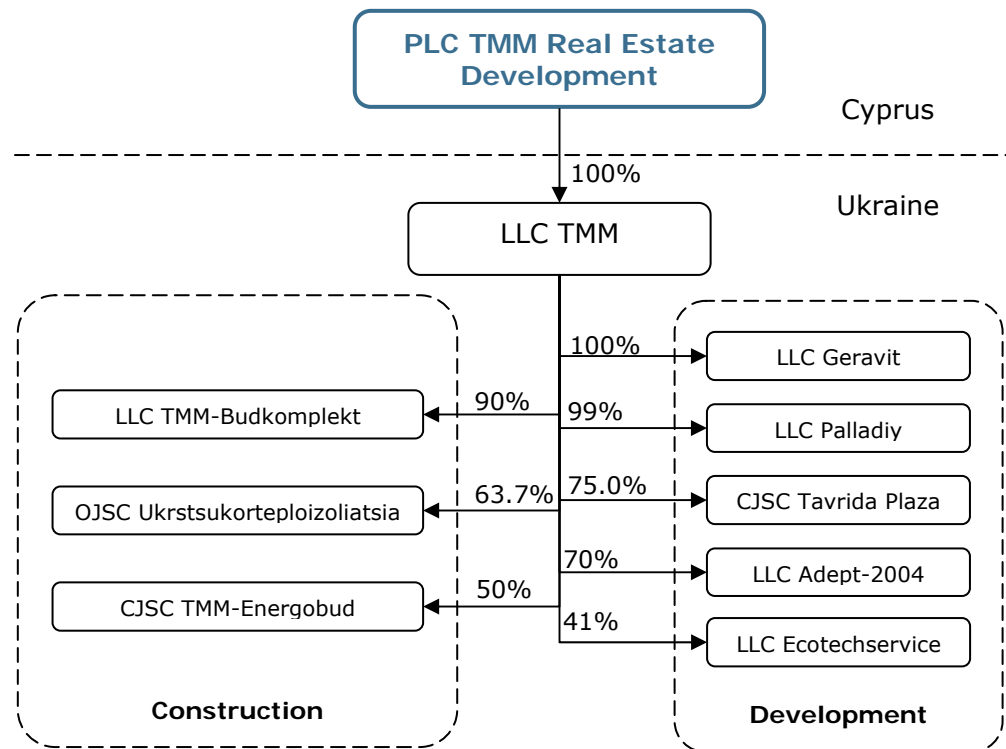 PLC TMM Real Estate
Development
Cyprus
100%
Ukraine
LLC TMM
100%
LLC Geravit
90%
LLC TMM-Budkomplekt
99%
LLC Palladiy
63.7%
OJSC Ukrstsukorteploizoliatsia
75.0%
CJSC Tavrida Plaza
70%
LLC Adept-2004
50%
CJSC TMM-Energobud
41%
LLC Ecotechservice
Construction
Development